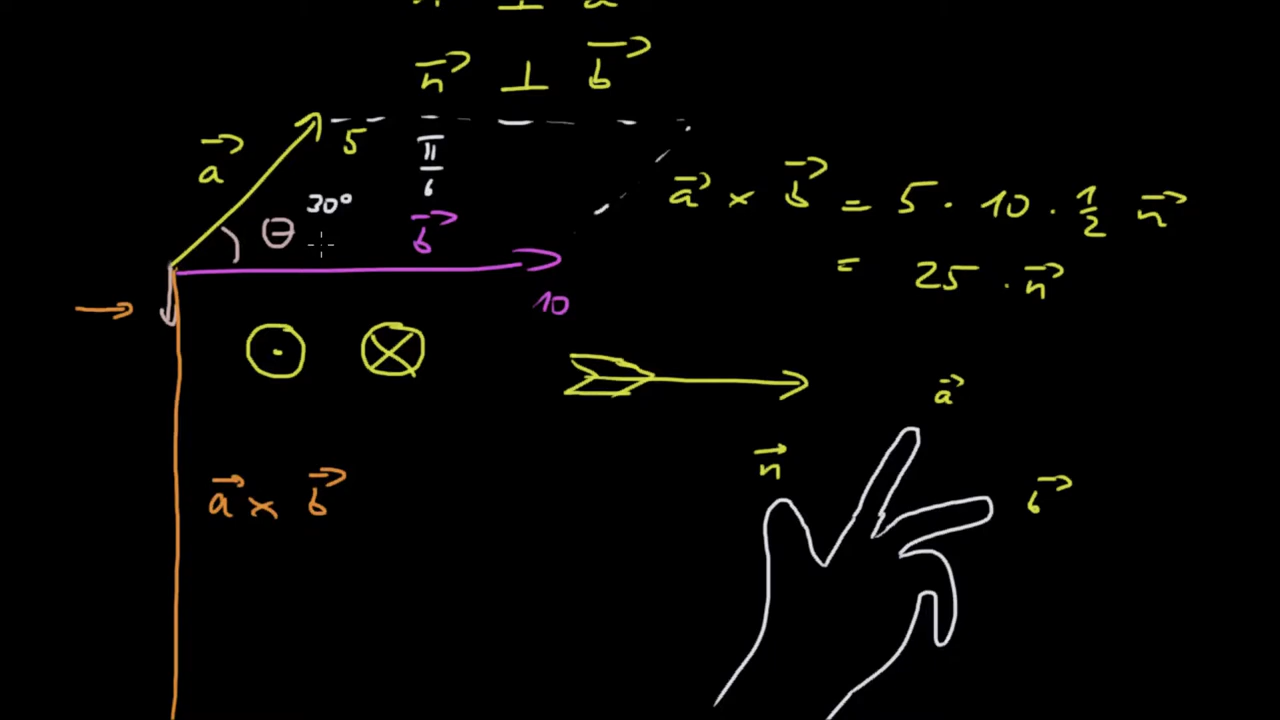 n⃗ ⊥ a⃗
n⃗ ⊥ b⃗
a⃗
5
π/6
30°
θ
b⃗
10
a⃗ × b⃗ = 5 · 10 · 1/2 n⃗
= 25 · n⃗
a⃗ × b⃗
n⃗
a⃗
b⃗